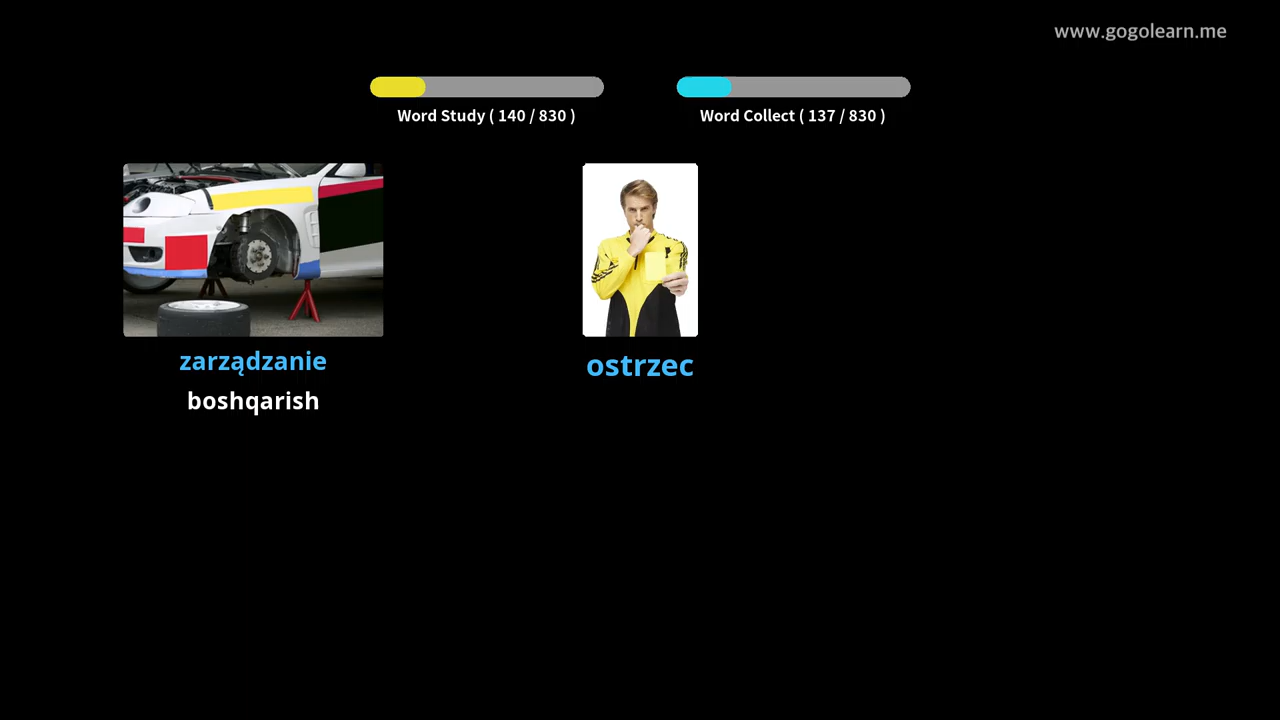 www.gogolearn.me
Word Study ( 140 / 830 )
Word Collect ( 137 / 830 )
zarządzanie
boshqarish
ostrzec